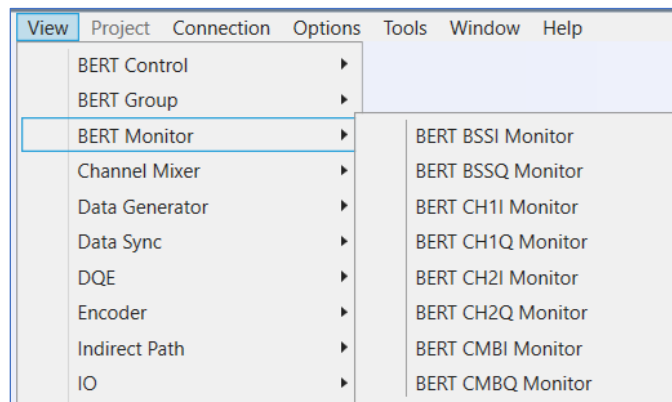 View Project Connection Options Tools Window Help
BERT Control
BERT Group
BERT Monitor
Channel Mixer
Data Generator
Data Sync
DQE
Encoder
Indirect Path
IO
BERT BSSI Monitor
BERT BSSQ Monitor
BERT CH1I Monitor
BERT CH1Q Monitor
BERT CH2I Monitor
BERT CH2Q Monitor
BERT CMBI Monitor
BERT CMBQ Monitor